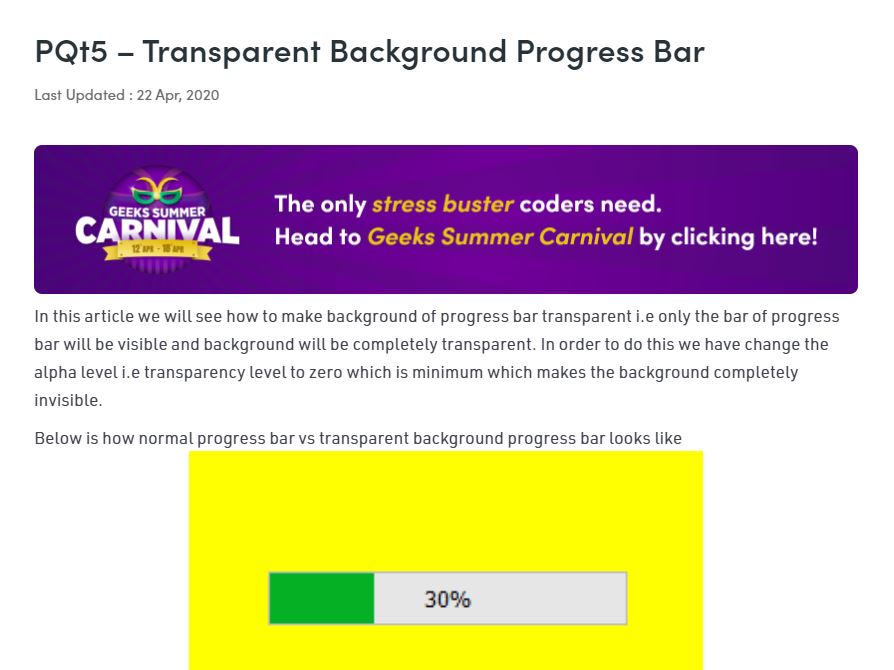 PQt5 – Transparent Background Progress Bar
Last Updated : 22 Apr, 2020
GEEKS SUMMER
CARNIVAL
12 APR - 18 APR
The only stress buster coders need.
Head to Geeks Summer Carnival by clicking here!
In this article we will see how to make background of progress bar transparent i.e only the bar of progress
bar will be visible and background will be completely transparent. In order to do this we have change the
alpha level i.e transparency level to zero which is minimum which makes the background completely
invisible.
Below is how normal progress bar vs transparent background progress bar looks like
30%